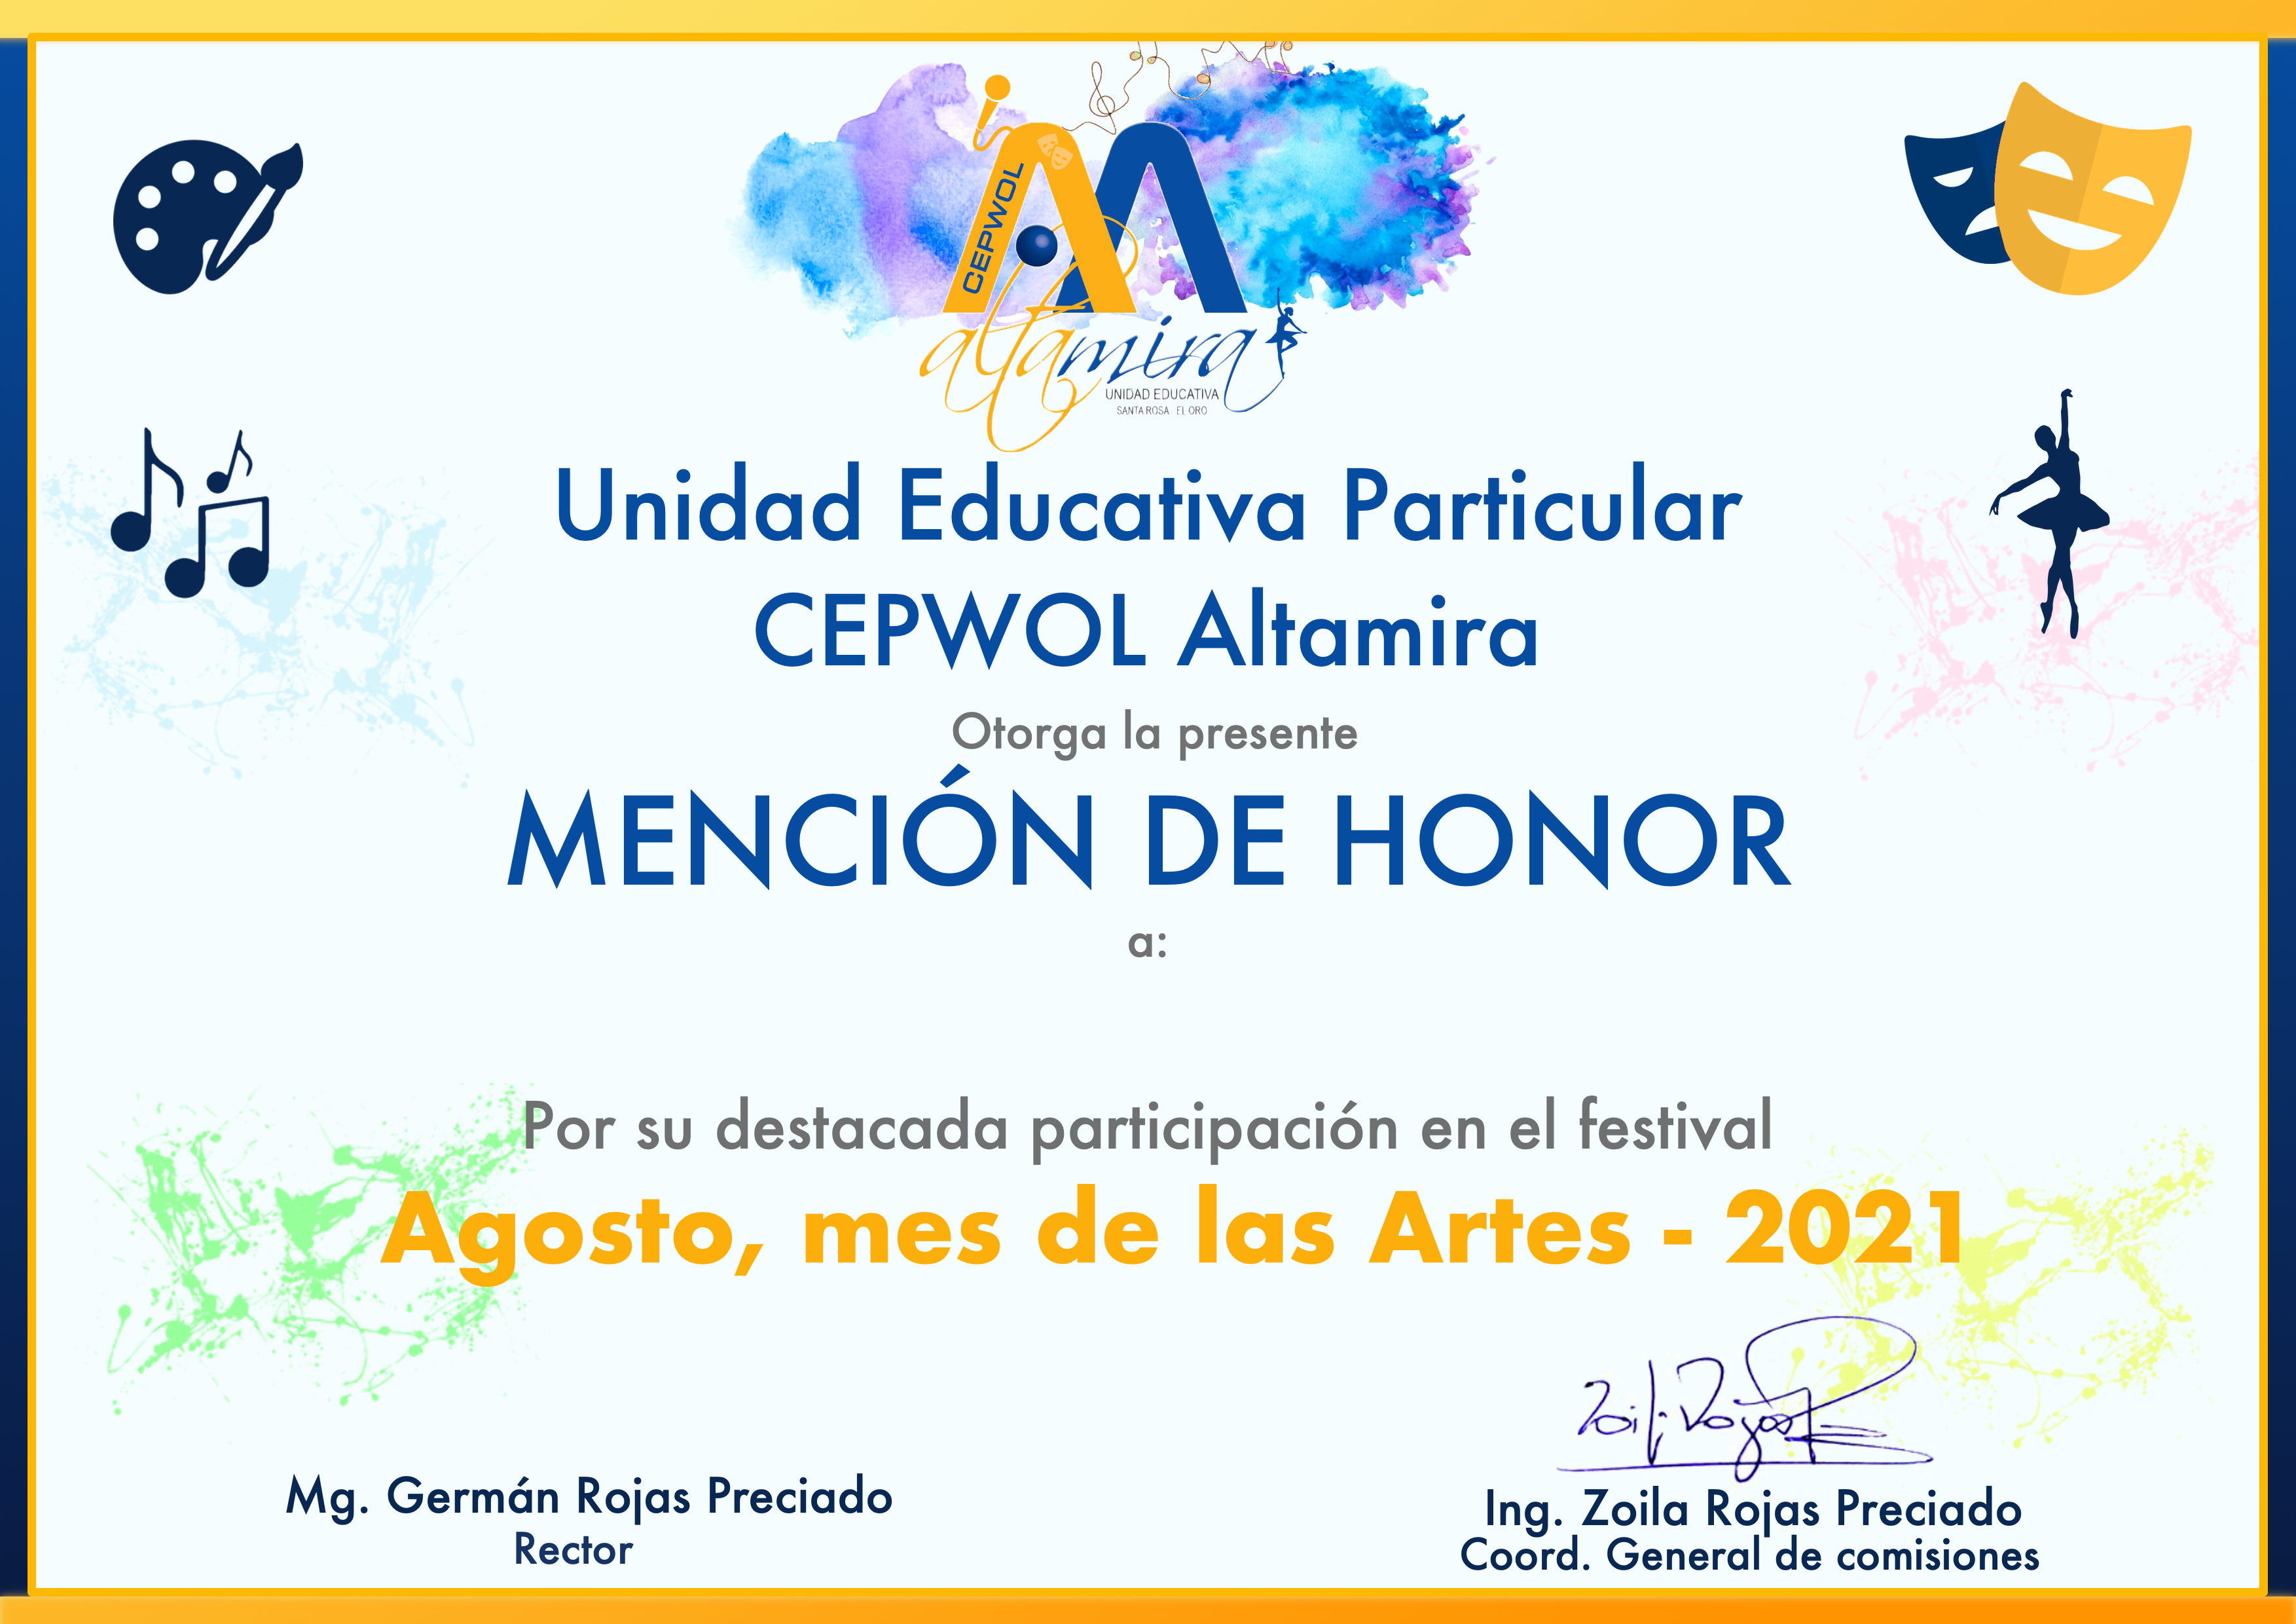 CEPWOL
altamira
UNIDAD EDUCATIVA
SANTA ROSA - EL ORO
Unidad Educativa Particular
CEPWOL Altamira
Otorga la presente
MENCIÓN DE HONOR
a:
Por su destacada participación en el festival
Agosto, mes de las Artes - 2021
Mg. Germán Rojas Preciado
Rector
Ing. Zoila Rojas Preciado
Coord. General de comisiones